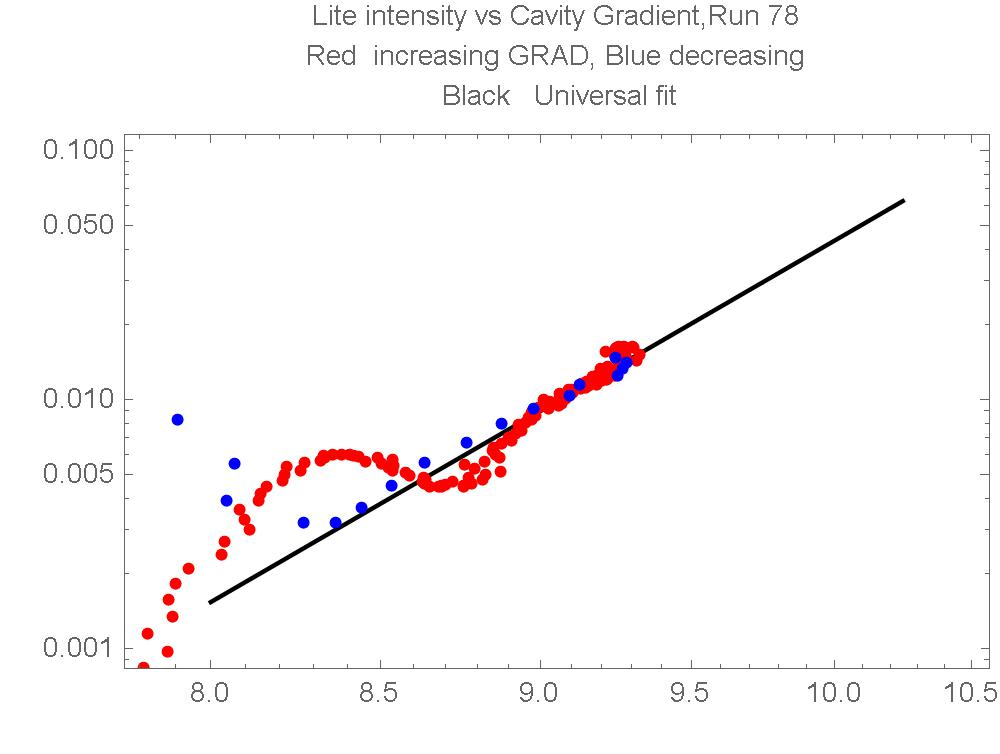 Lite intensity vs Cavity Gradient,Run 78
Red  increasing GRAD, Blue decreasing
Black   Universal fit
0.100
0.050
0.010
0.005
0.001
8.0 8.5 9.0 9.5 10.0 10.5